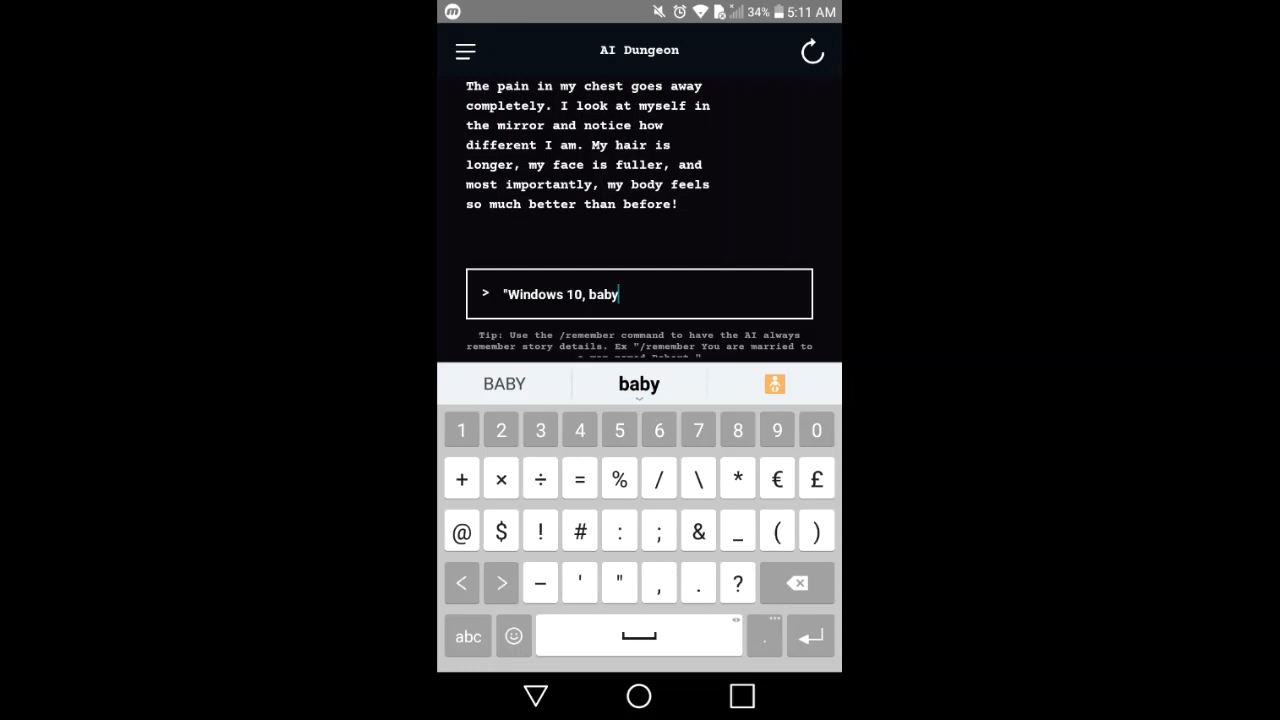 34% 5:11 AM
AI Dungeon
The pain in my chest goes away
completely. I look at myself in
the mirror and notice how
different I am. My hair is
longer, my face is fuller, and
most importantly, my body feels
so much better than before!
> "Windows 10, baby
Tip: Use the /remember command to have the AI always
remember story details. Ex "/remember You are married to
BABY baby
1 2 3 4 5 6 7 8 9 0
+ × ÷ = % / \ * € £
@ $ ! # : ; & _ ( )
< > – ' " , . ?
abc .